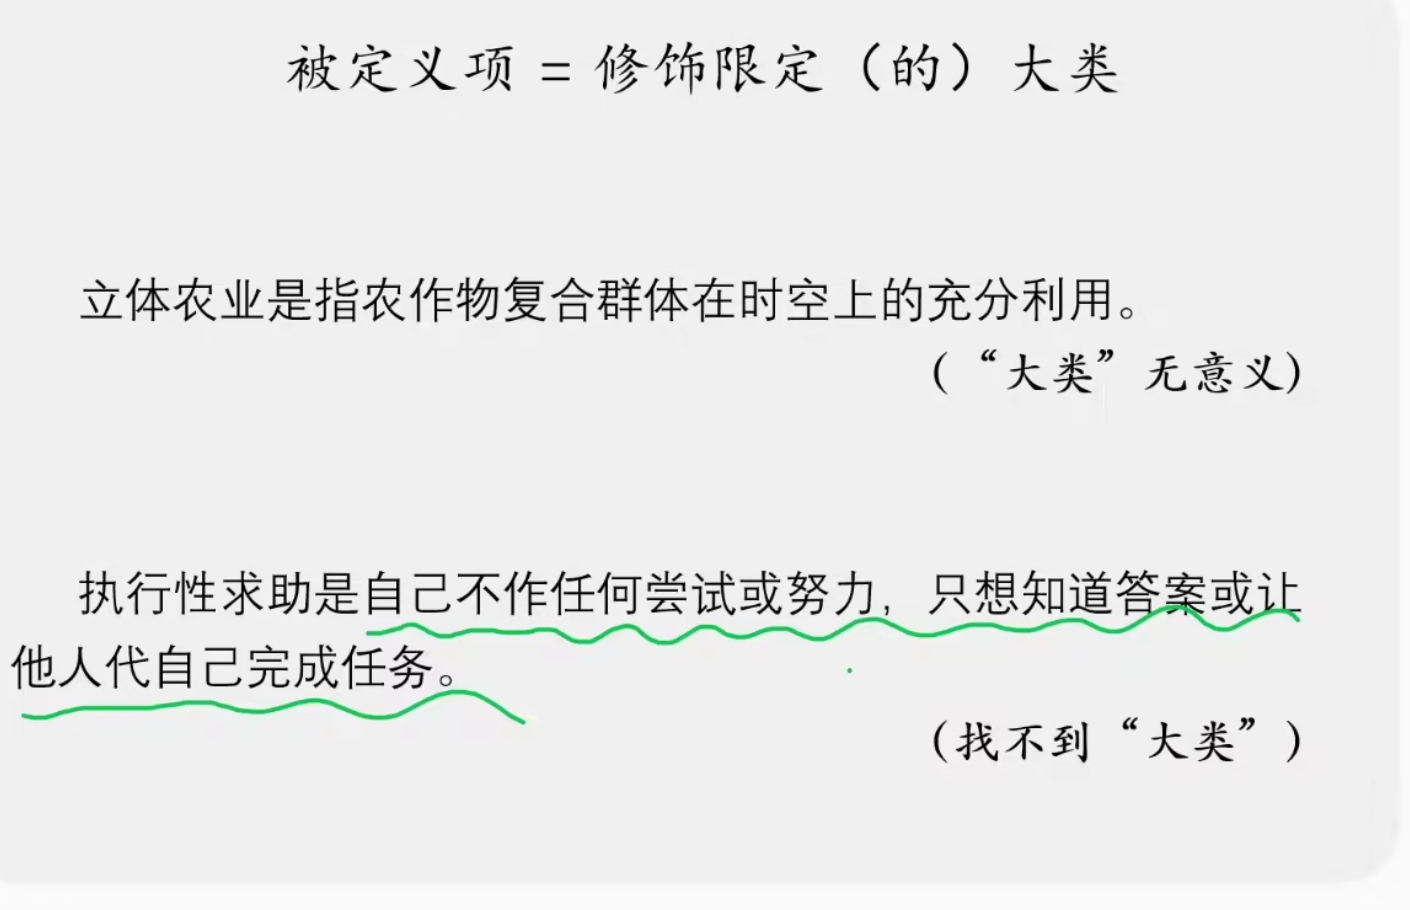 被定义项 = 修饰限定（的）大类
立体农业是指农作物复合群体在时空上的充分利用。
（“大类”无意义）
执行性求助是自己不作任何尝试或努力，只想知道答案或让
他人代自己完成任务。
（找不到“大类”）